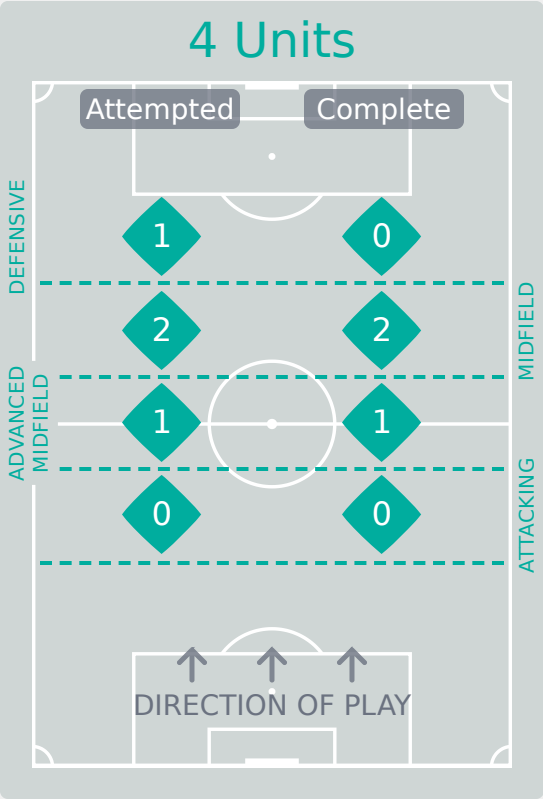 4 Units
Attempted
Complete
DEFENSIVE
1
0
MIDFIELD
2
2
ADVANCED
MIDFIELD
1
1
ATTACKING
0
0
DIRECTION OF PLAY